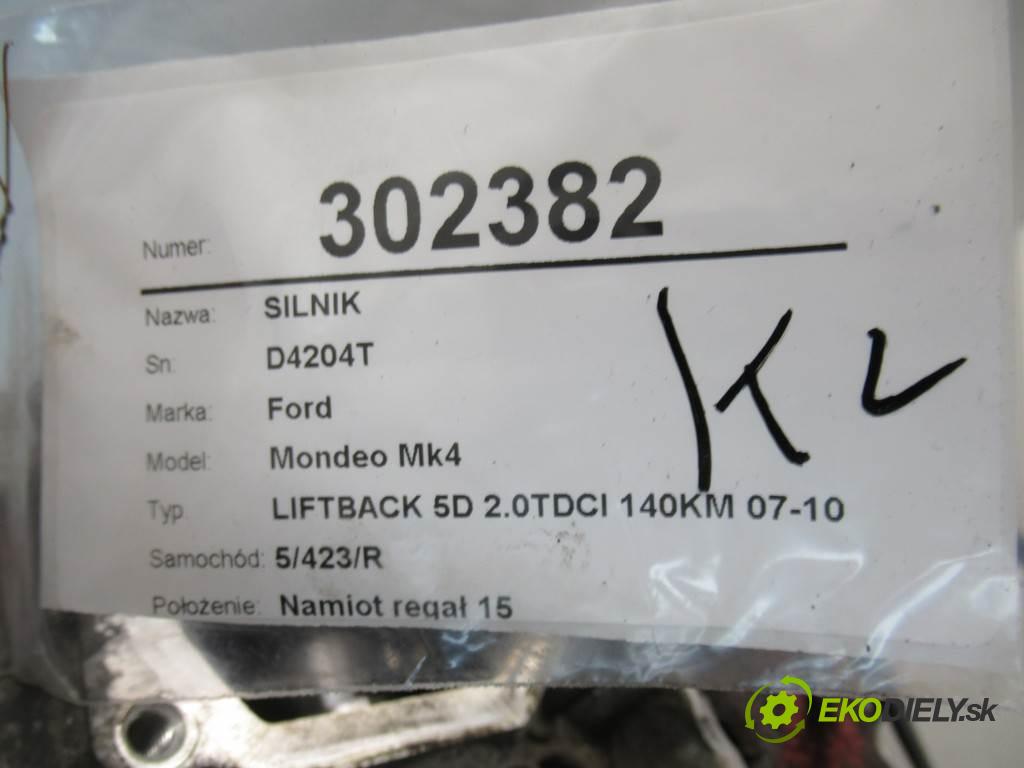 Numer: 302382
Nazwa: SILNIK
Sn: D4204T
Marka: Ford
Model: Mondeo Mk4
Typ LIFTBACK 5D 2.0TDCI 140KM 07-10
Samochód: 5/423/R
Położenie: Namiot regał 15
EKODIELY.sk